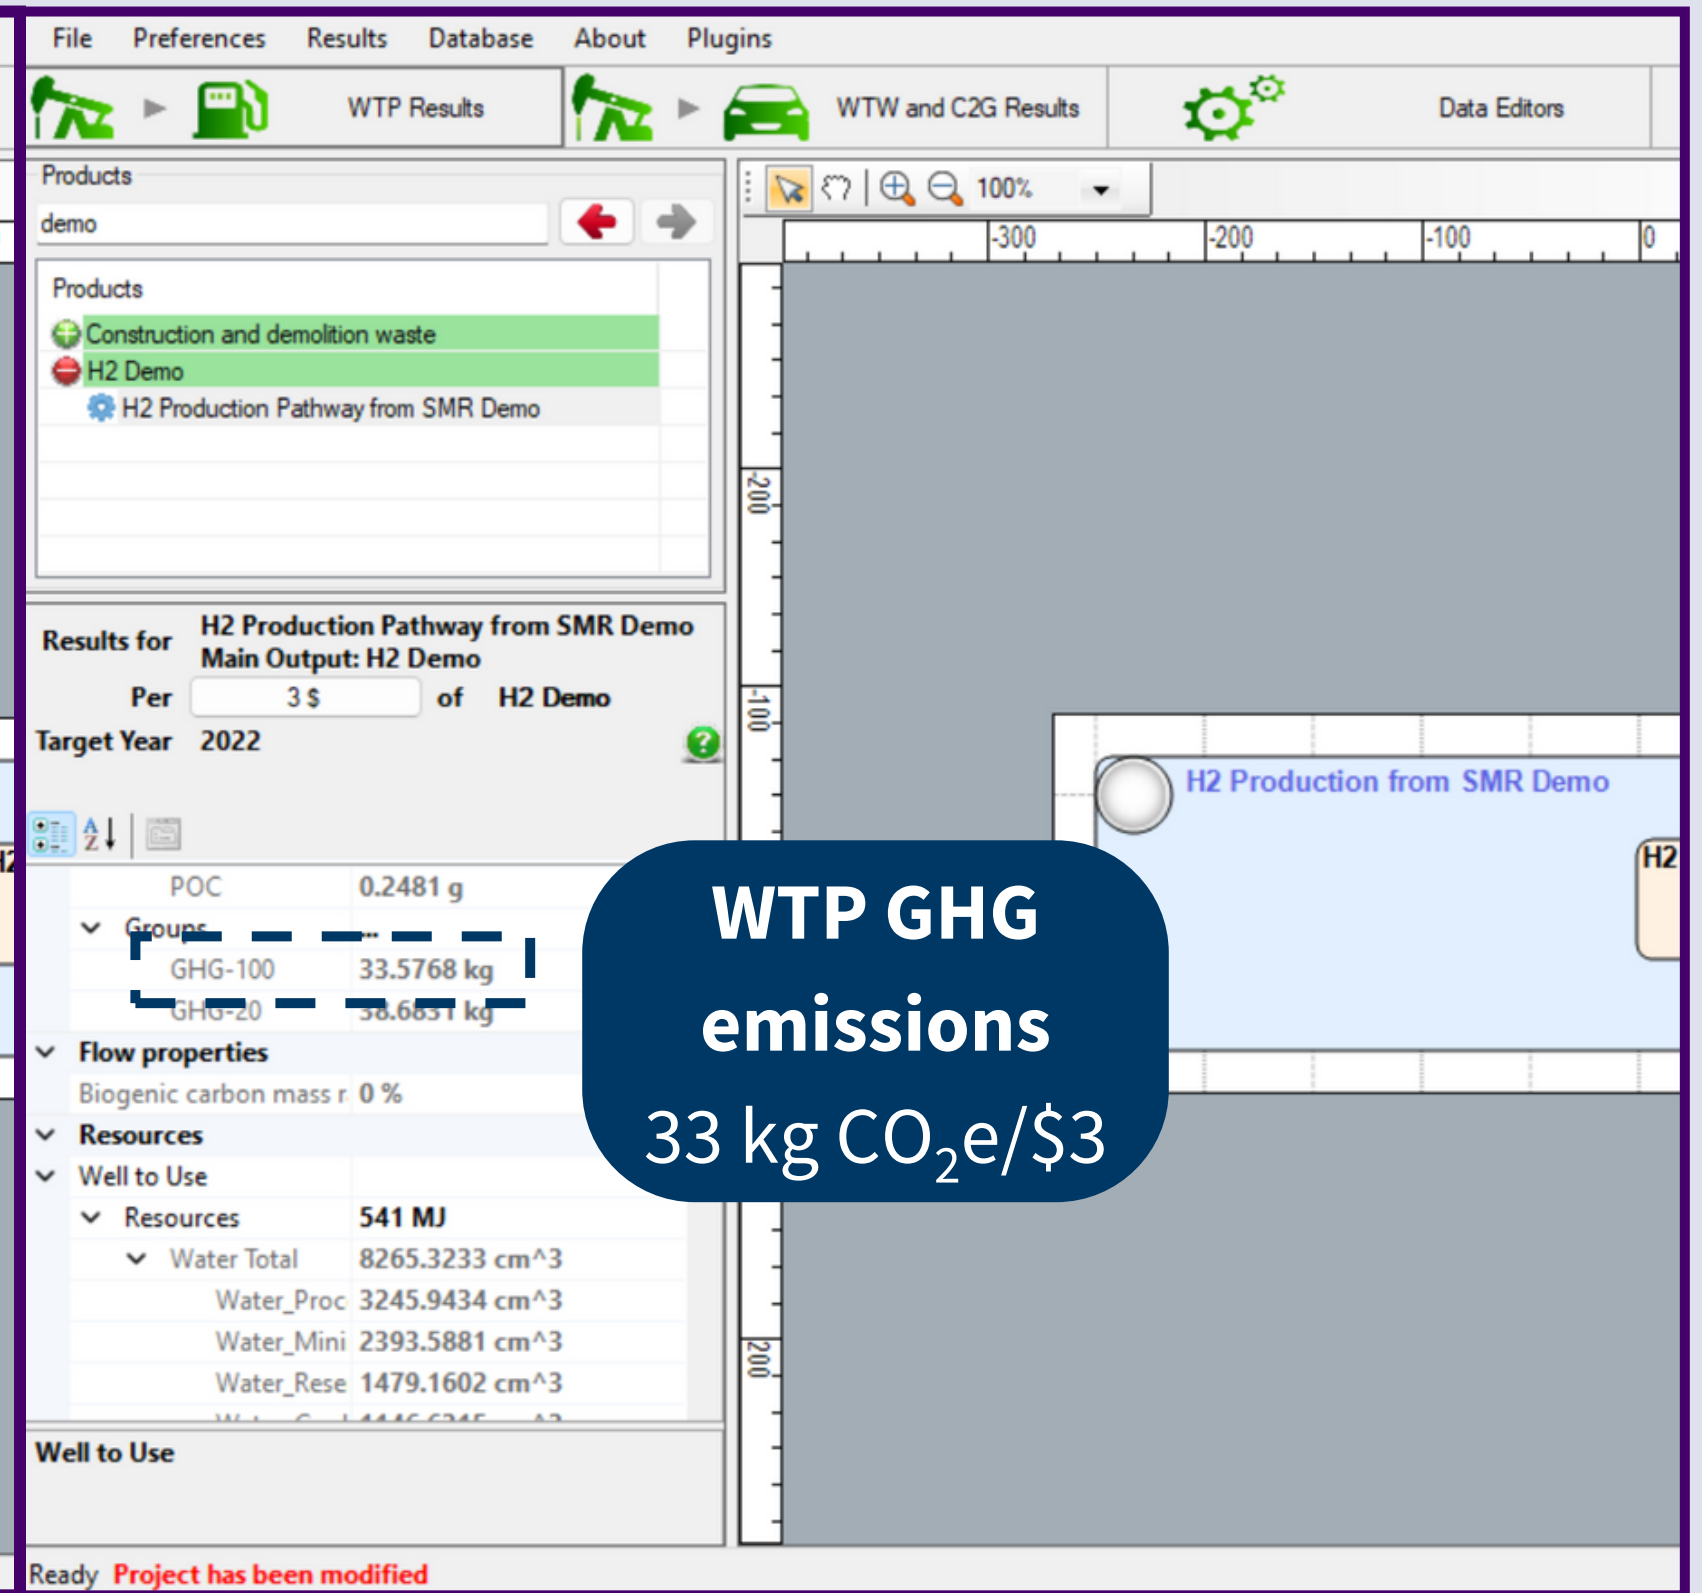 File Preferences Results Database About Plugins
WTP Results WTW and C2G Results Data Editors
Products
demo
100%
-300 -200 -100 0
Products
Construction and demolition waste
H2 Demo
H2 Production Pathway from SMR Demo
-200
Results for H2 Production Pathway from SMR Demo
Main Output: H2 Demo
Per 3 $ of H2 Demo
Target Year 2022
-100
H2 Production from SMR Demo
H2
POC 0.2481 g
Groups ...
GHG-100 33.5768 kg
GHG-20 38.6831 kg
WTP GHG
emissions
33 kg CO₂e/$3
Flow properties
Biogenic carbon mass r 0 %
Resources
Well to Use
Resources 541 MJ
Water Total 8265.3233 cm^3
Water_Proc 3245.9434 cm^3
Water_Mini 2393.5881 cm^3
Water_Rese 1479.1602 cm^3
200
Well to Use
Ready Project has been modified